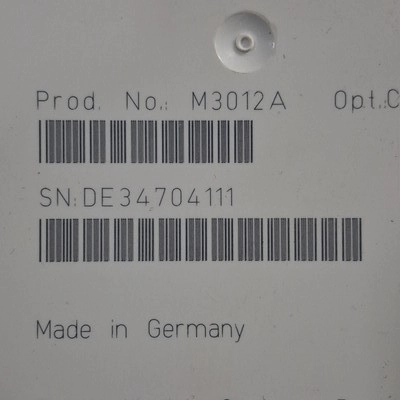 Prod. No.: M3012A Opt.:C
SN:DE34704111
Made in Germany